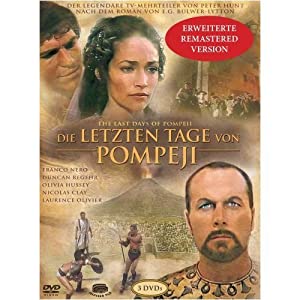 DER LEGENDÄRE TV-MEHRTEILER VON PETER HUNT
NACH DEM ROMAN VON E.G. BULWER-LYTTON
ERWEITERTE
REMASTERED
VERSION
THE LAST DAYS OF POMPEII
DIE LETZTEN TAGE VON
POMPEJI
FRANCO NERO
DUNCAN REGEHR
OLIVIA HUSSEY
NICOLAS CLAY
LAURENCE OLIVIER
DVD
VIDEO
3 DVDs